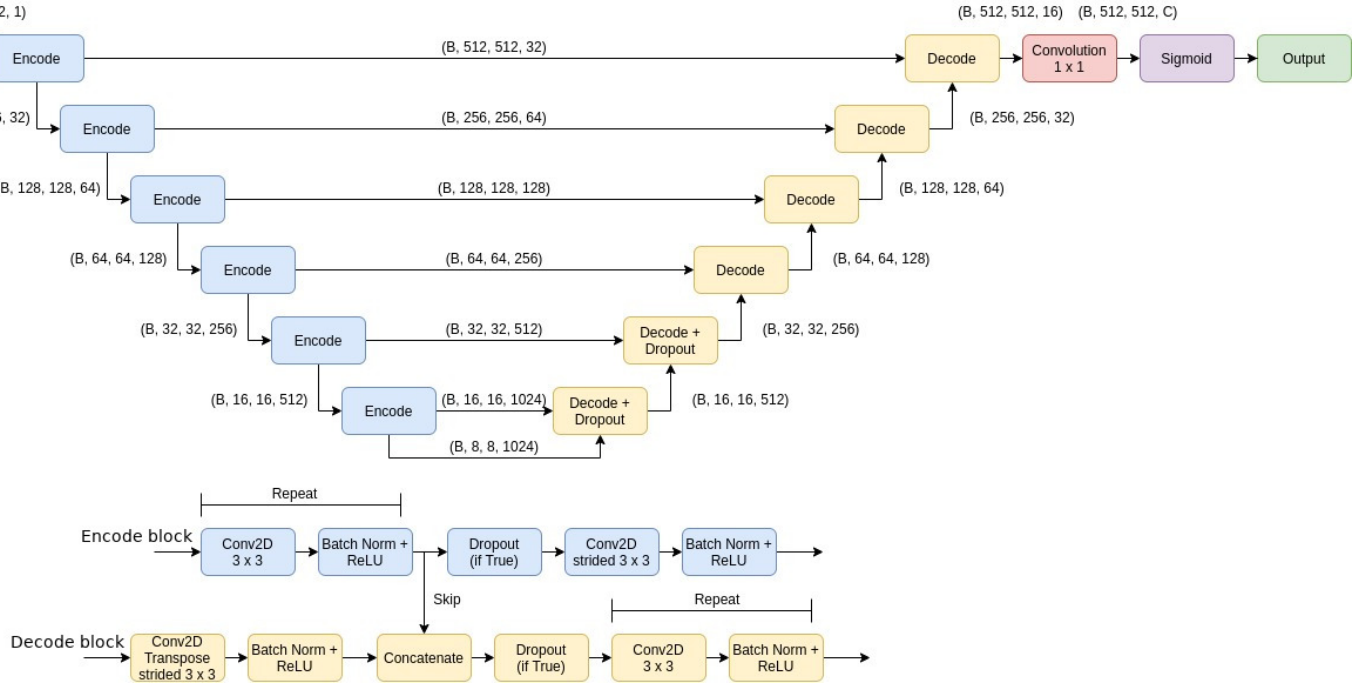 2, 1)
(B, 512, 512, 16)
(B, 512, 512, C)
Encode
(B, 512, 512, 32)
Decode
Convolution
1 x 1
Sigmoid
Output
, 32)
Encode
(B, 256, 256, 64)
Decode
(B, 256, 256, 32)
B, 128, 128, 64)
Encode
(B, 128, 128, 128)
Decode
(B, 128, 128, 64)
(B, 64, 64, 128)
Encode
(B, 64, 64, 256)
Decode
(B, 64, 64, 128)
(B, 32, 32, 256)
Encode
(B, 32, 32, 512)
Decode +
Dropout
(B, 32, 32, 256)
(B, 16, 16, 512)
Encode
(B, 16, 16, 1024)
Decode +
Dropout
(B, 16, 16, 512)
(B, 8, 8, 1024)
Repeat
Encode block
Conv2D
3 x 3
Batch Norm +
ReLU
Dropout
(if True)
Conv2D
strided 3 x 3
Batch Norm +
ReLU
Skip
Repeat
Decode block
Conv2D
Transpose
strided 3 x 3
Batch Norm +
ReLU
Concatenate
Dropout
(if True)
Conv2D
3 x 3
Batch Norm +
ReLU